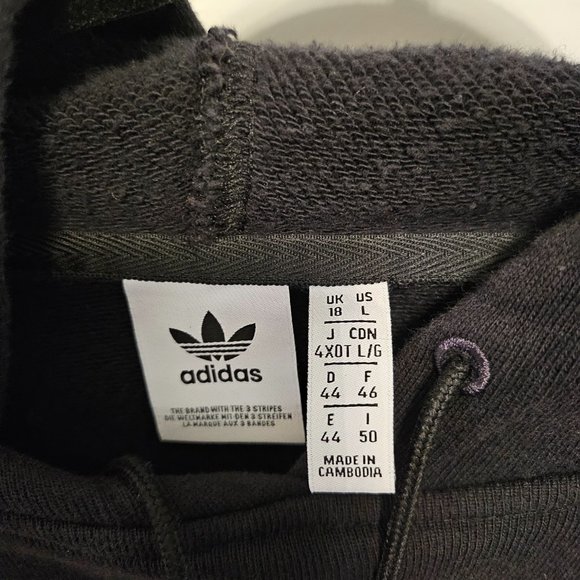 adidas
THE BRAND WITH THE 3 STRIPES
DIE WELTMARKE MIT DEN 3 STREIFEN
LA MARQUE AUX 3 BANDES
UK US
18 L
J CDN
4XOT L/G
D F
44 46
E I
44 50
MADE IN
CAMBODIA